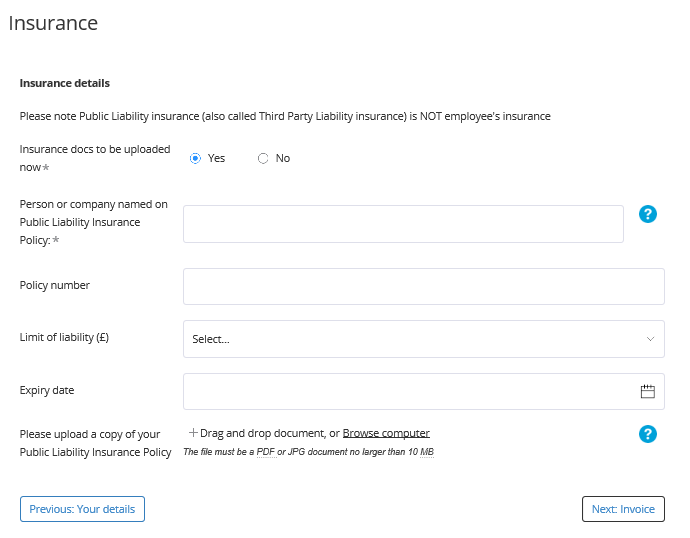 Insurance
Insurance details
Please note Public Liability insurance (also called Third Party Liability insurance) is NOT employee's insurance
Insurance docs to be uploaded
now*
Yes
No
Person or company named on
Public Liability Insurance
Policy:*
?
Policy number
Limit of liability (£)
Select...
Expiry date
Please upload a copy of your
Public Liability Insurance Policy
+Drag and drop document, or Browse computer
The file must be a PDF or JPG document no larger than 10 MB
?
Previous: Your details
Next: Invoice